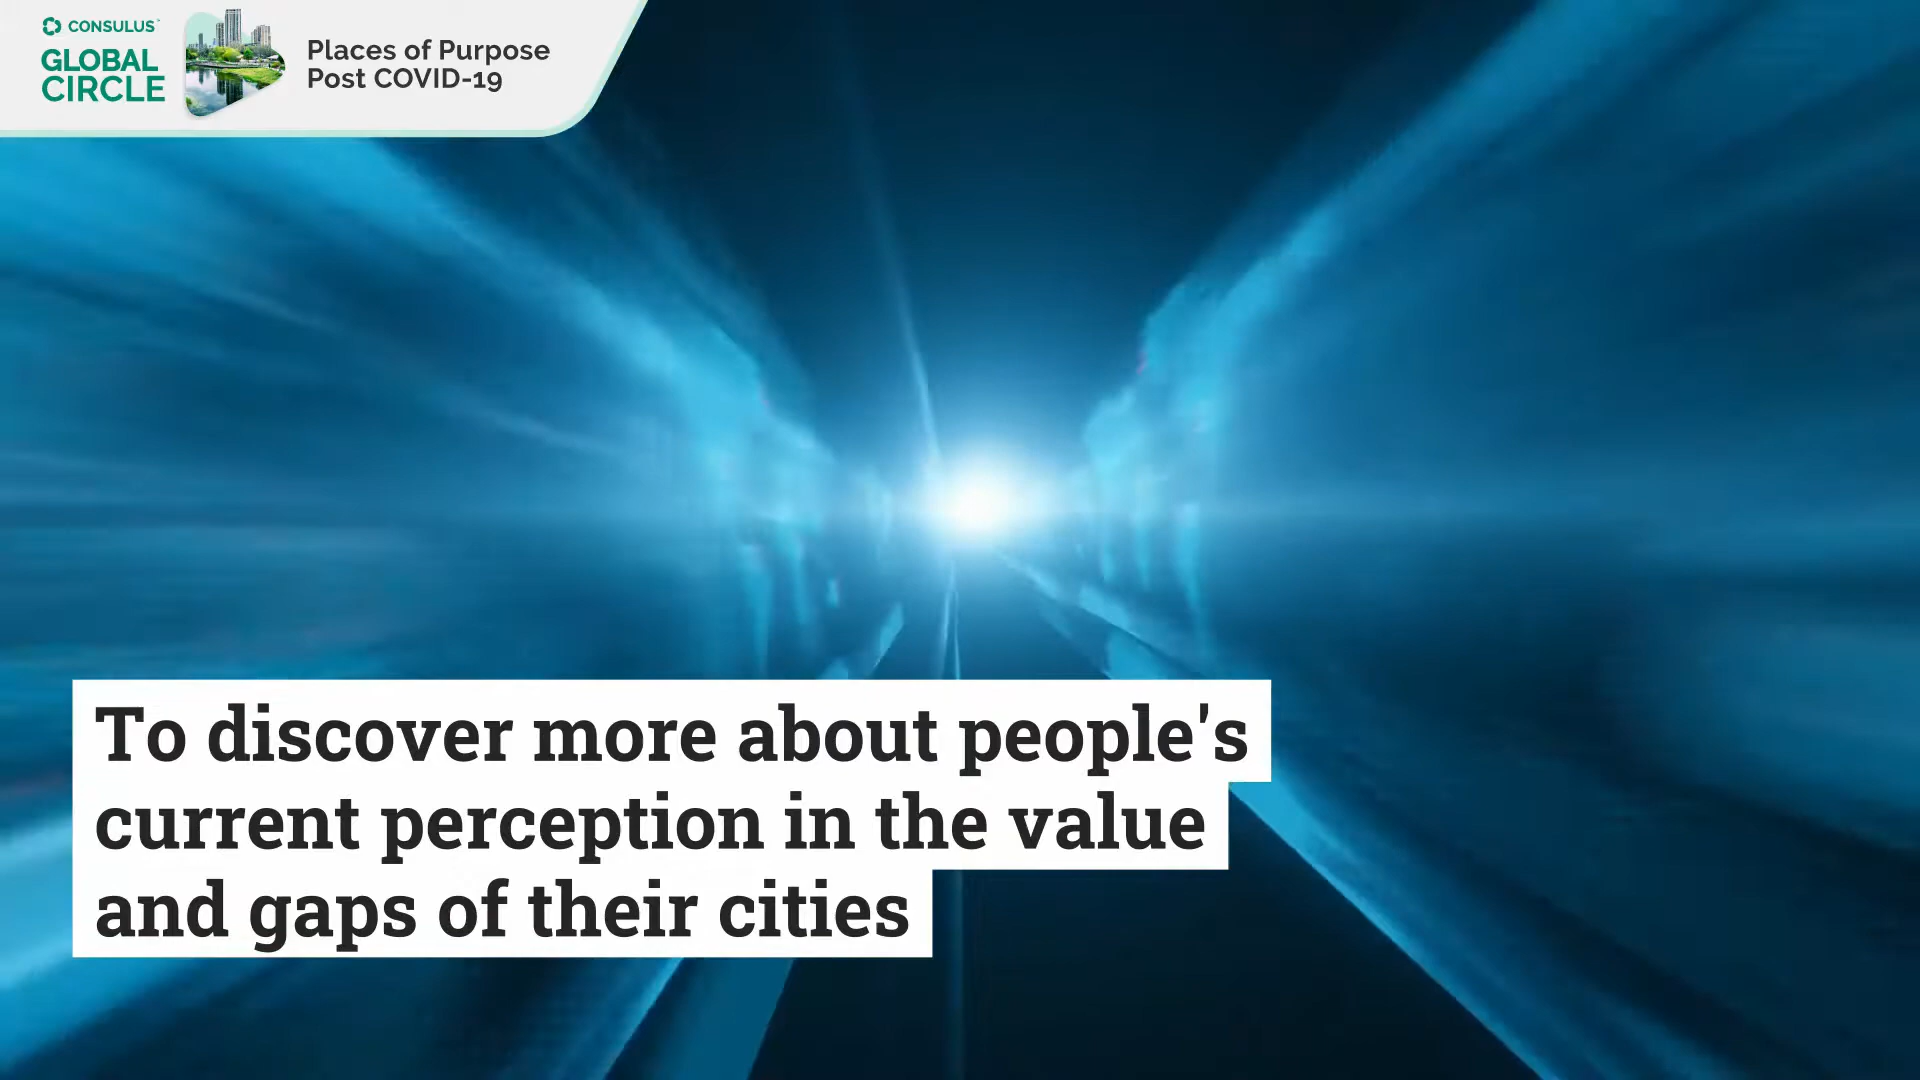 CONSULUS™
GLOBAL
CIRCLE
Places of Purpose
Post COVID-19
To discover more about people's
current perception in the value
and gaps of their cities